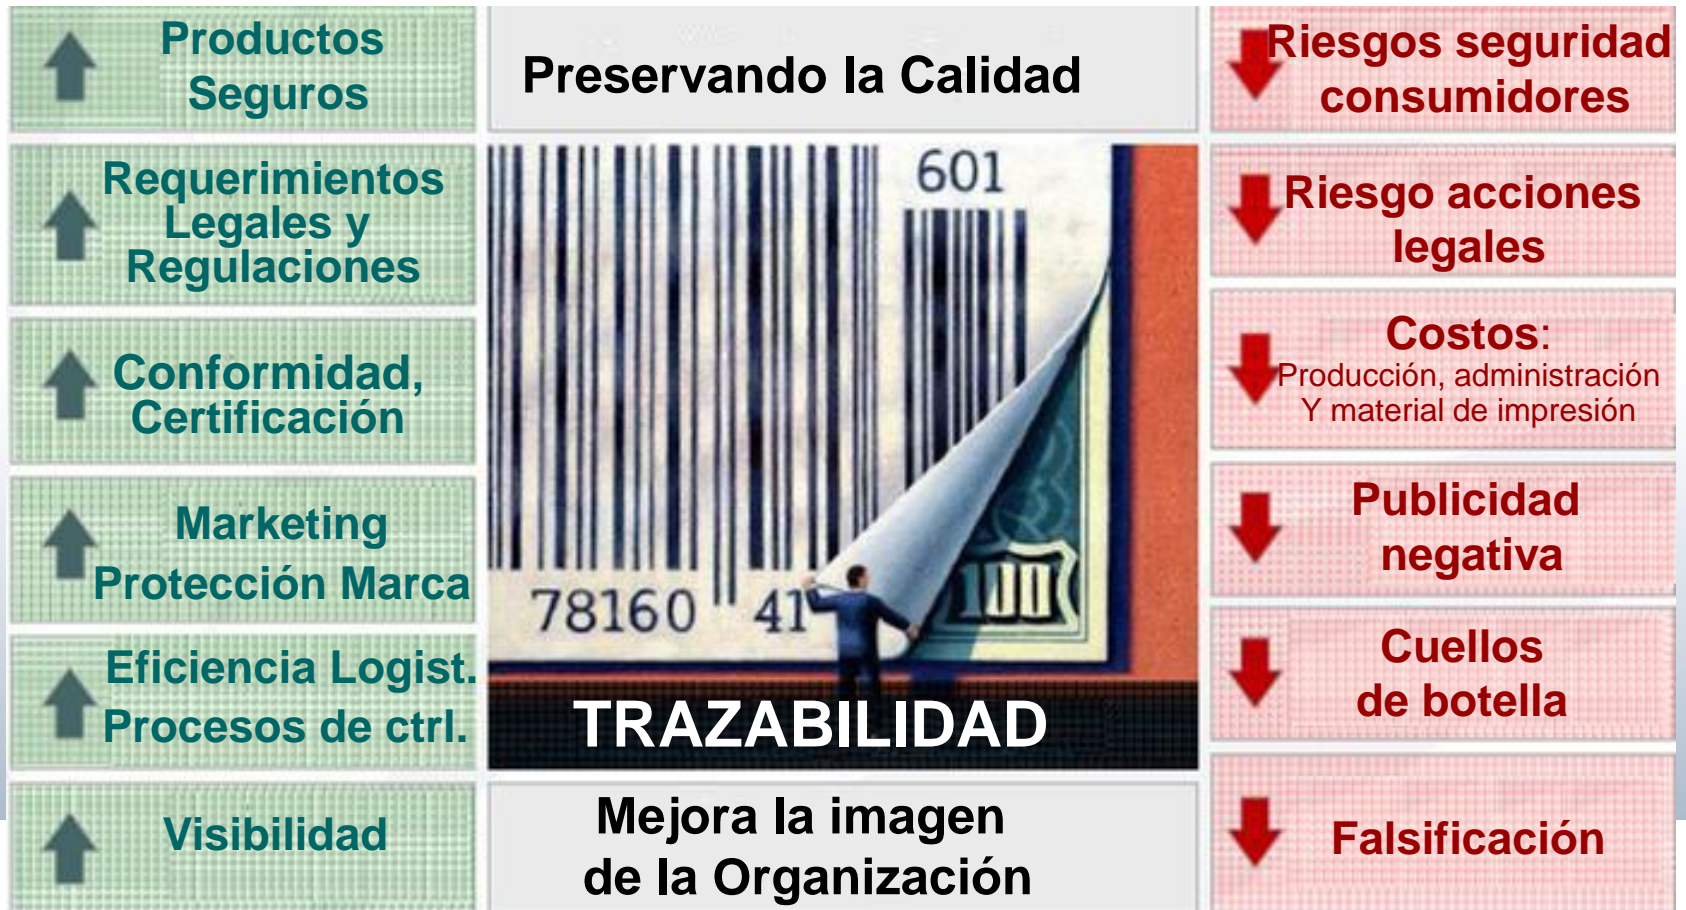 Productos
Seguros
Requerimientos
Legales y
Regulaciones
Conformidad,
Certificación
Marketing
Protección Marca
Eficiencia Logist.
Procesos de ctrl.
Visibilidad
Preservando la Calidad
601
78160 41
100
TRAZABILIDAD
Mejora la imagen
de la Organización
Riesgos seguridad
consumidores
Riesgo acciones
legales
Costos:
Producción, administración
Y material de impresión
Publicidad
negativa
Cuellos
de botella
Falsificación